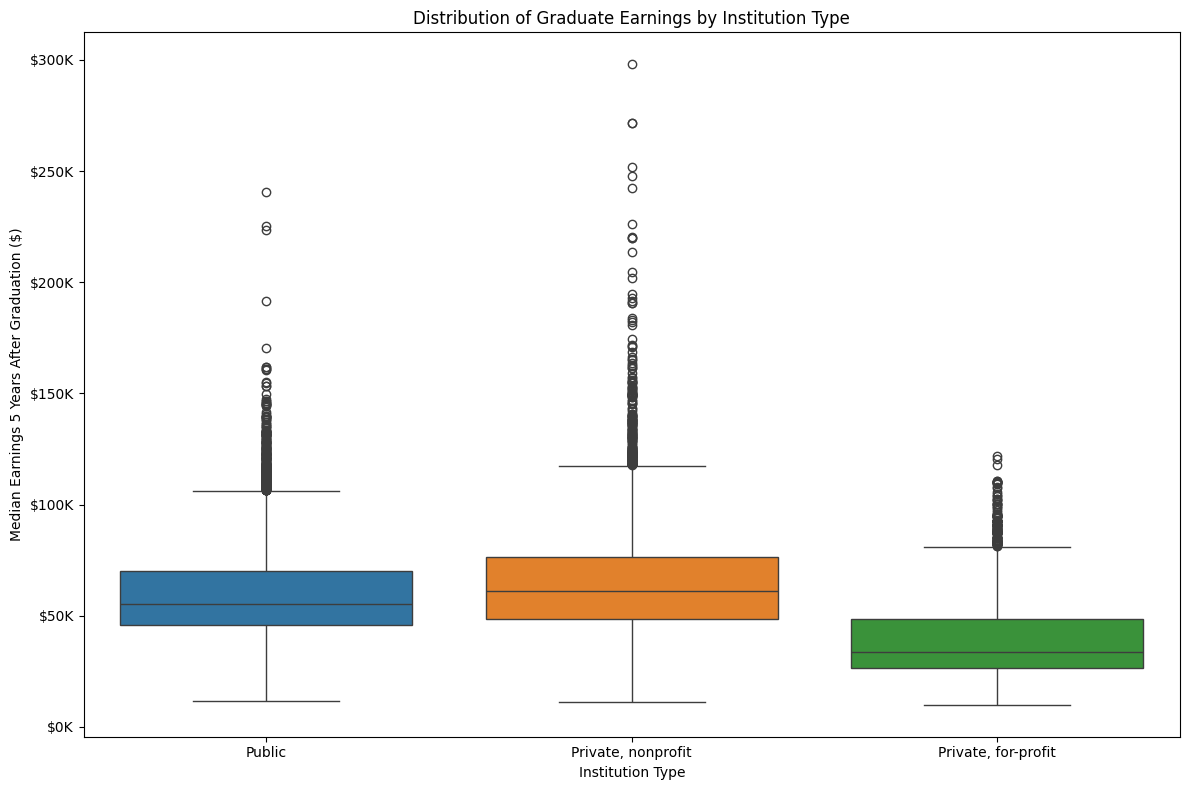 Distribution of Graduate Earnings by Institution Type
Median Earnings 5 Years After Graduation ($)
$300K
$250K
$200K
$150K
$100K
$50K
$0K
Public
Private, nonprofit
Private, for-profit
Institution Type